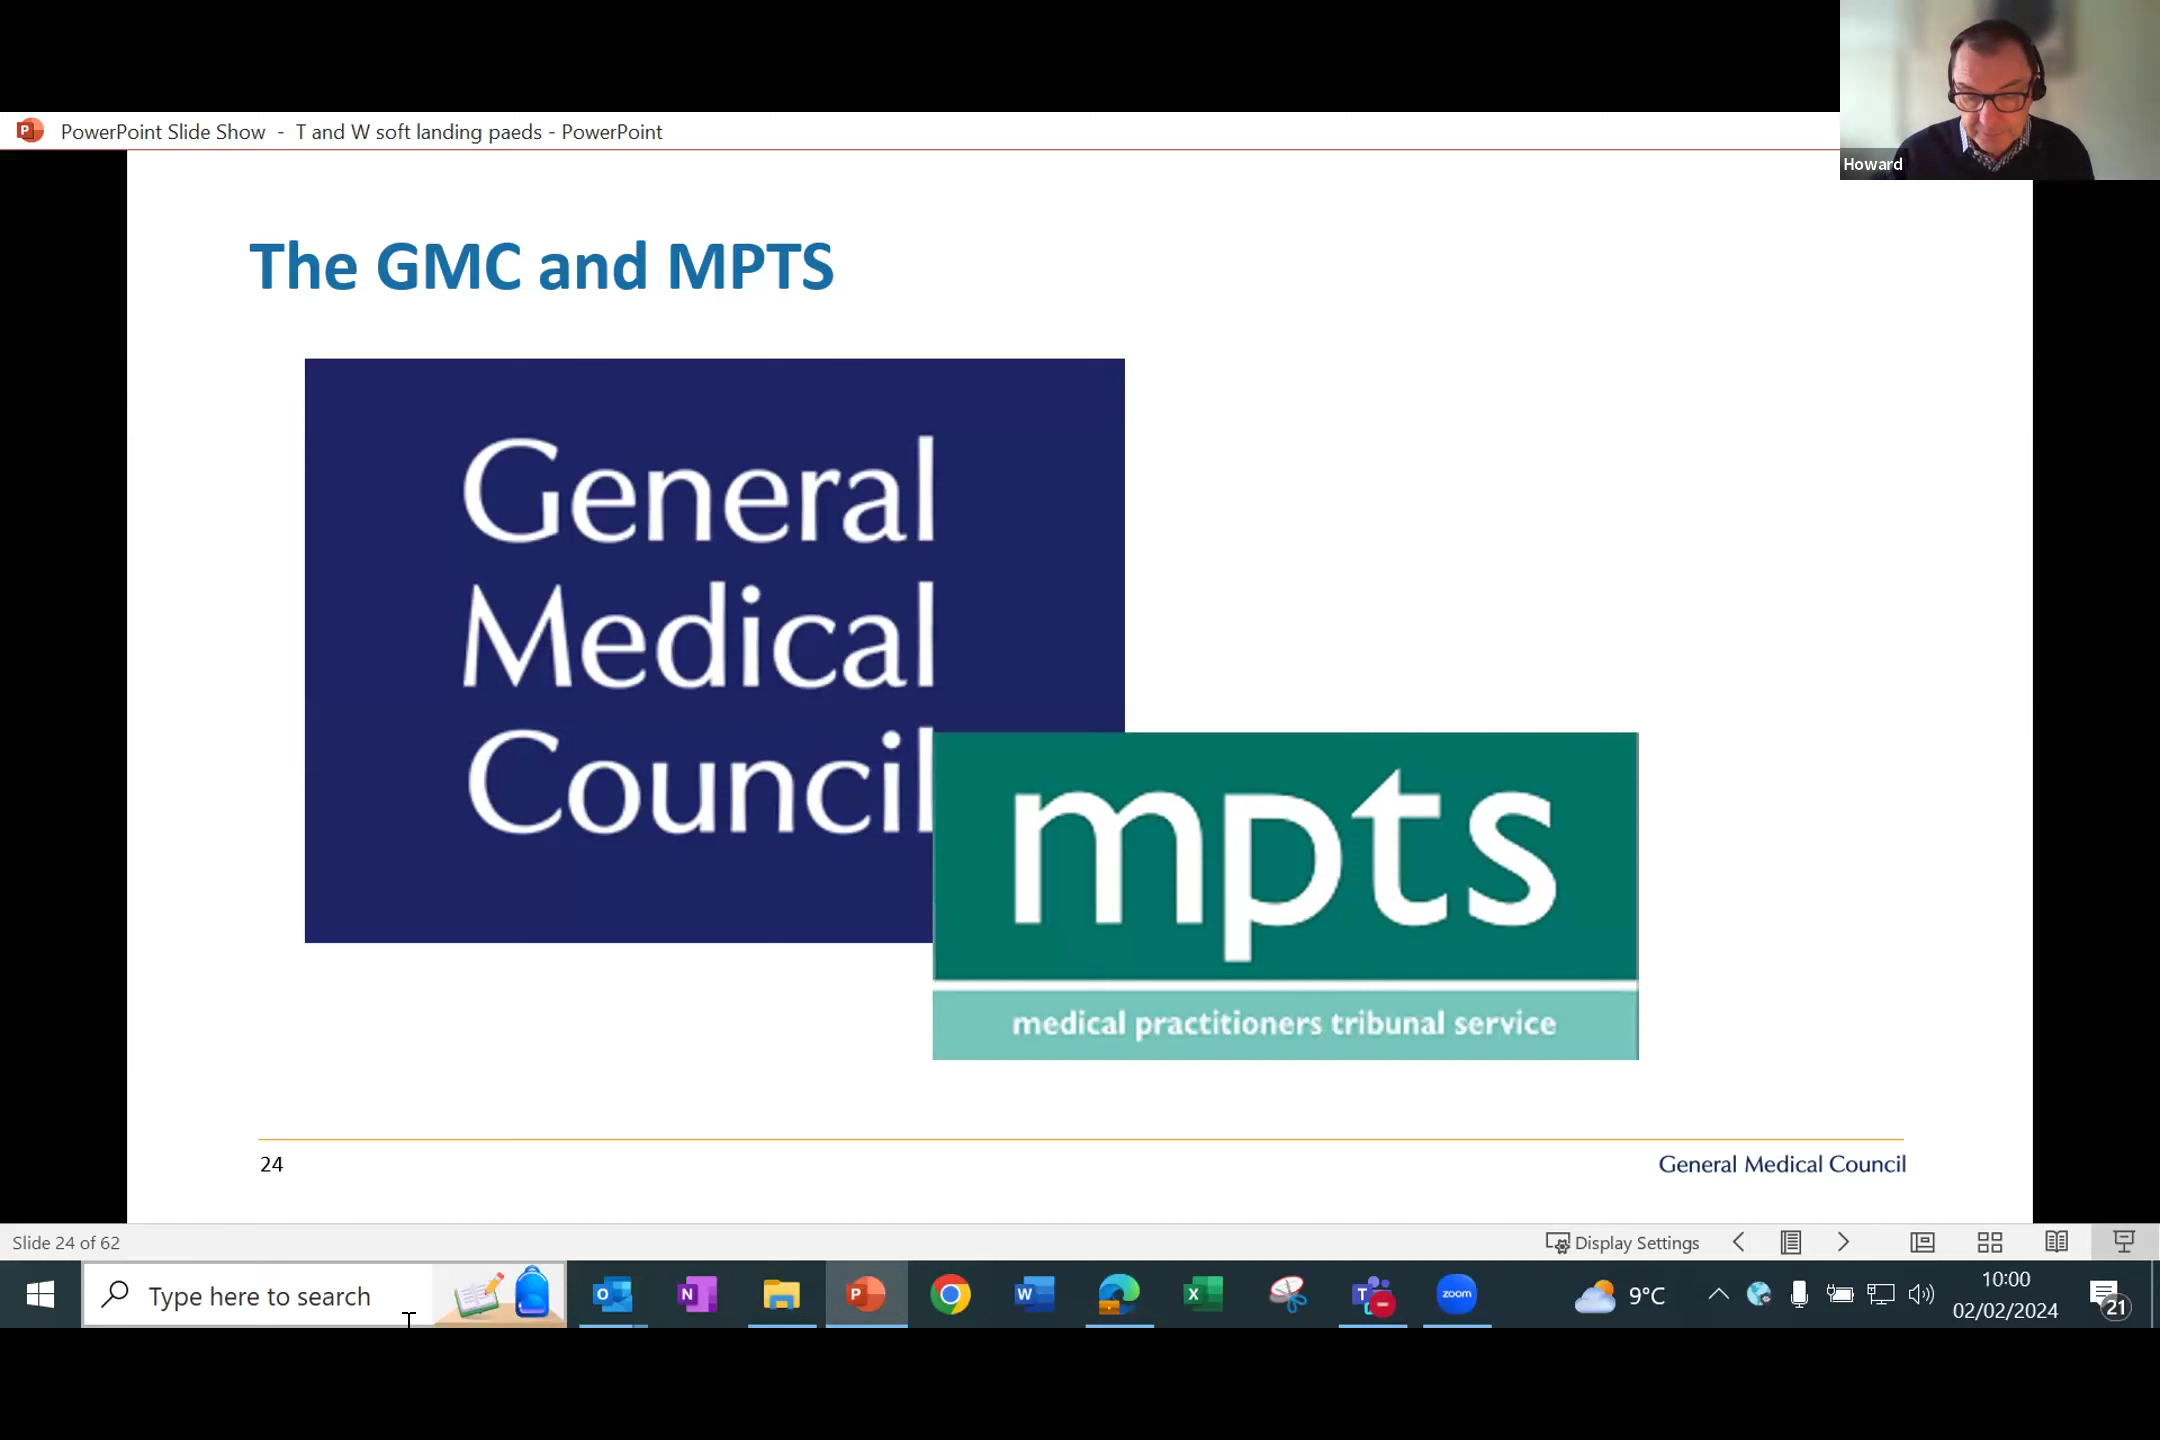 Howard
PowerPoint Slide Show - T and W soft landing paeds - PowerPoint
The GMC and MPTS
General
Medical
Council
mpts
medical practitioners tribunal service
24
General Medical Council
Slide 24 of 62
Display Settings
Type here to search
zoom
9°C
10:00
02/02/2024
21